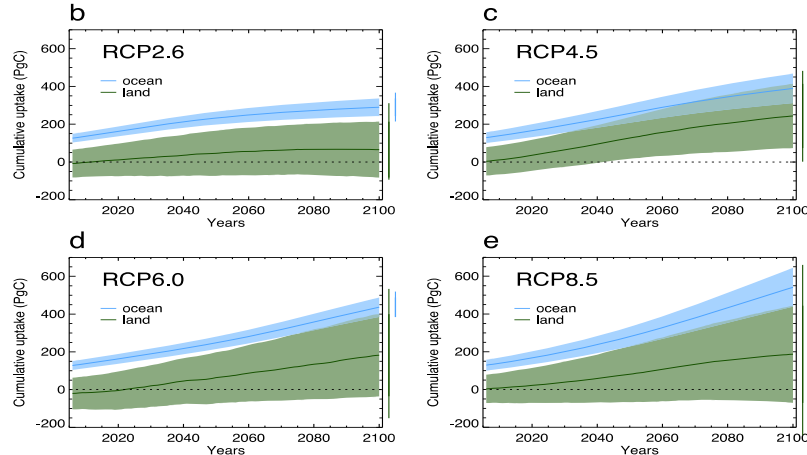 b
RCP2.6
ocean
land
Cumulative uptake (PgC)
600
400
200
0
-200
2020 2040 2060 2080 2100
Years
c
RCP4.5
ocean
land
Cumulative uptake (PgC)
600
400
200
0
-200
2020 2040 2060 2080 2100
Years
d
RCP6.0
ocean
land
Cumulative uptake (PgC)
600
400
200
0
-200
2020 2040 2060 2080 2100
Years
e
RCP8.5
ocean
land
Cumulative uptake (PgC)
600
400
200
0
-200
2020 2040 2060 2080 2100
Years